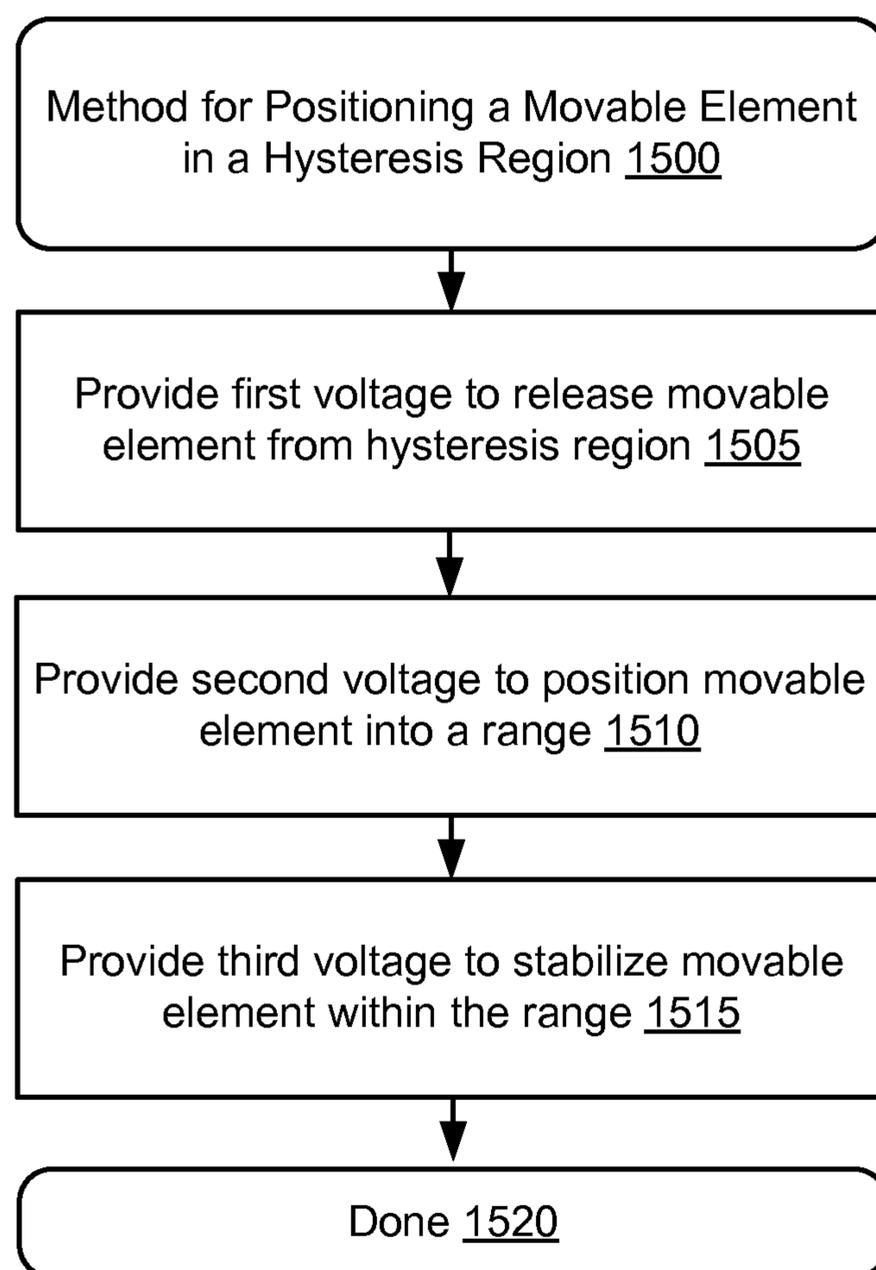 Method for Positioning a Movable Element
in a Hysteresis Region 1500
Provide first voltage to release movable
element from hysteresis region 1505
Provide second voltage to position movable
element into a range 1510
Provide third voltage to stabilize movable
element within the range 1515
Done 1520